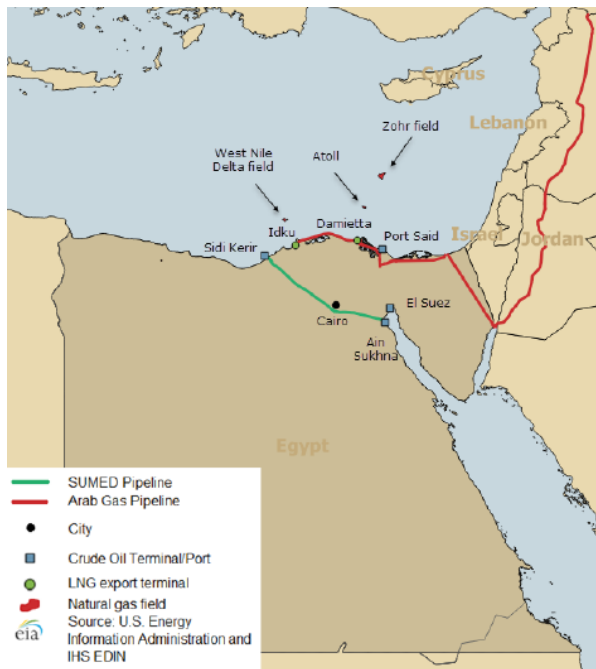 Cyprus
Lebanon
Zohr field
West Nile
Delta field
Atoll
Idku
Damietta
Port Said
Israel
Jordan
Sidi Kerir
El Suez
Cairo
Ain
Sukhna
Egypt
SUMED Pipeline
Arab Gas Pipeline
City
Crude Oil Terminal/Port
LNG export terminal
Natural gas field
eia
Source: U.S. Energy
Information Administration and
IHS EDIN